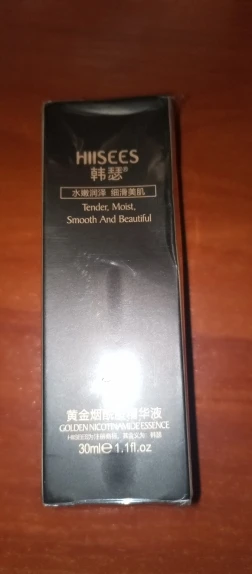 HIISEES
韩瑟®
水嫩润泽 细滑美肌
Tender, Moist,
Smooth And Beautiful
黄金烟酰胺精华液
GOLDEN NICOTINAMIDE ESSENCE
30ml℮1.1fl.oz